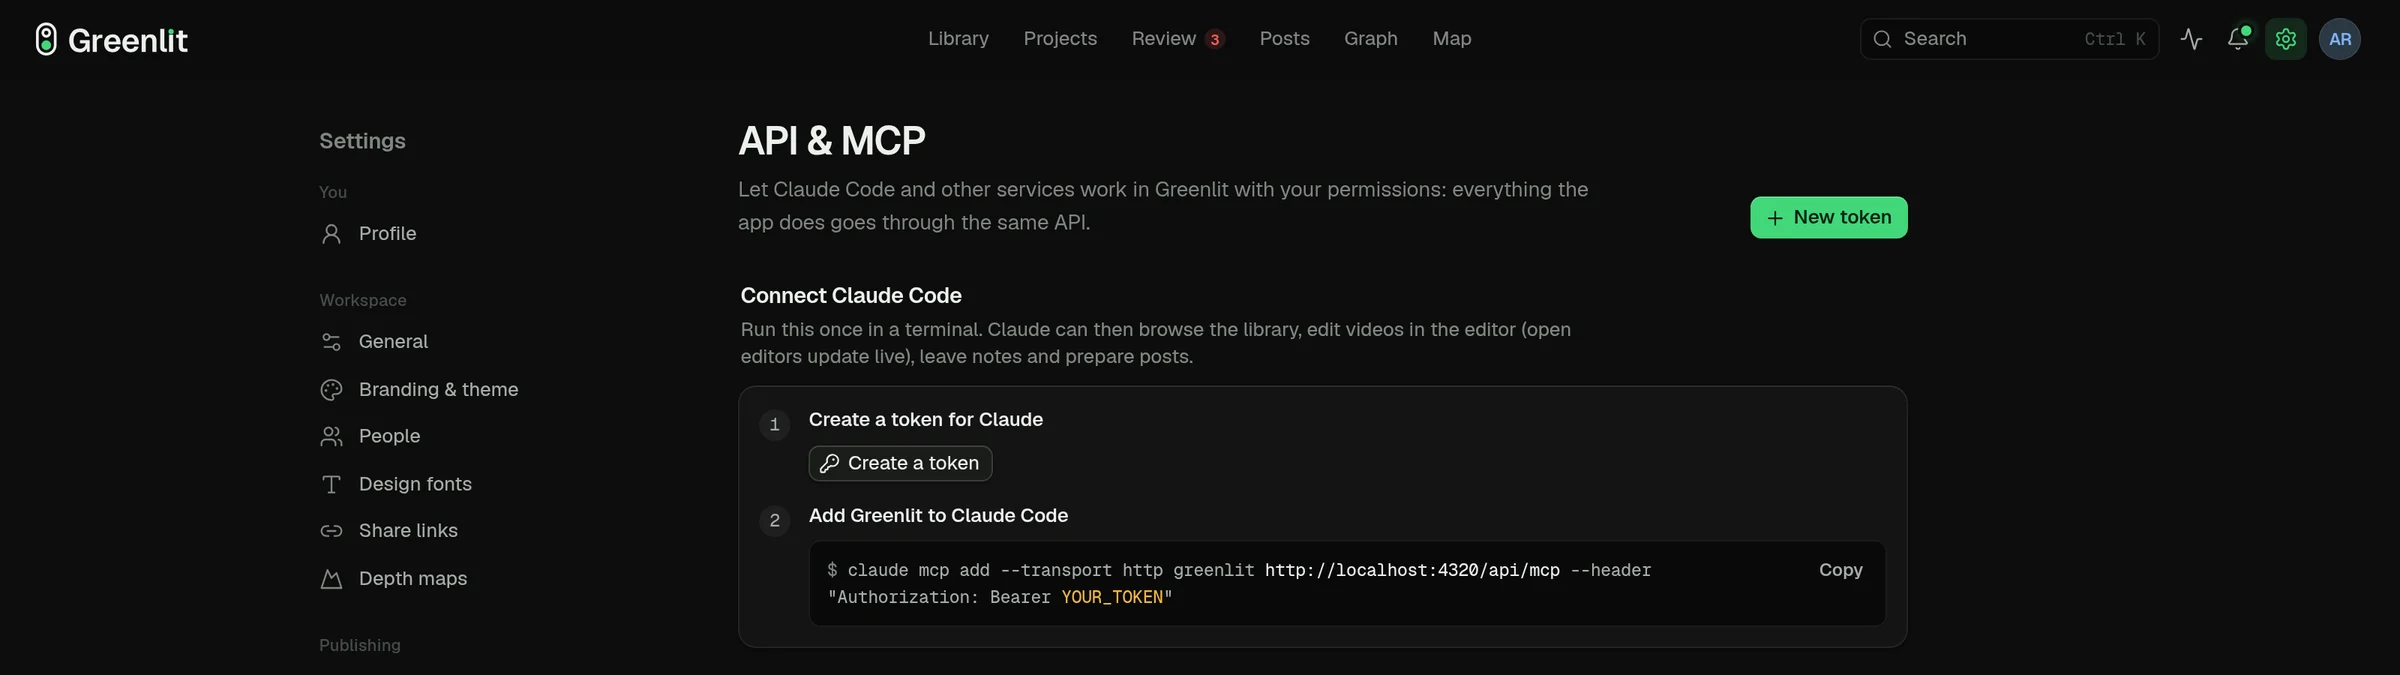 Greenlit
Library
Projects
Review 3
Posts
Graph
Map
Search
Ctrl K
AR
Settings
You
Profile
Workspace
General
Branding & theme
People
Design fonts
Share links
Depth maps
Publishing
API & MCP
Let Claude Code and other services work in Greenlit with your permissions: everything the
app does goes through the same API.
+ New token
Connect Claude Code
Run this once in a terminal. Claude can then browse the library, edit videos in the editor (open
editors update live), leave notes and prepare posts.
1 Create a token for Claude
Create a token
2 Add Greenlit to Claude Code
$ claude mcp add --transport http greenlit http://localhost:4320/api/mcp --header
"Authorization: Bearer YOUR_TOKEN"
Copy